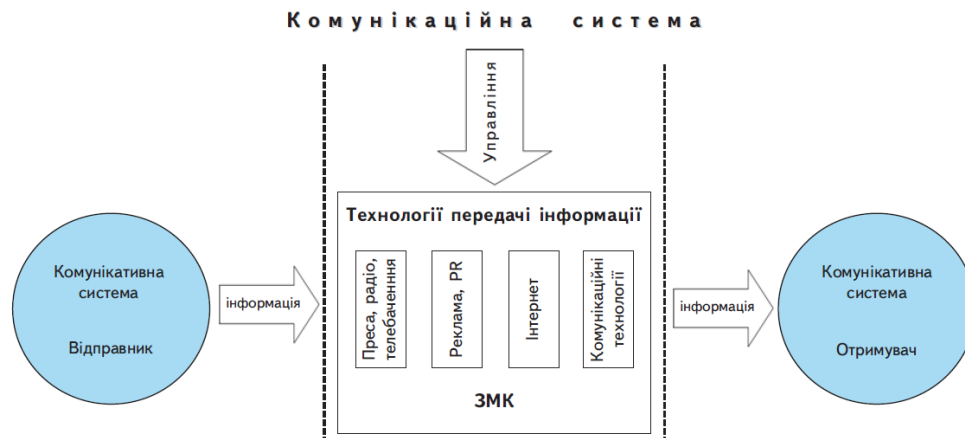 Комунікаційна система
Управління
Технології передачі інформації
Комунікативна
система
Відправник
інформація
Преса, радіо,
телебаченння
Реклама, PR
Інтернет
Комунікаційні
технології
ЗМК
інформація
Комунікативна
система
Отримувач